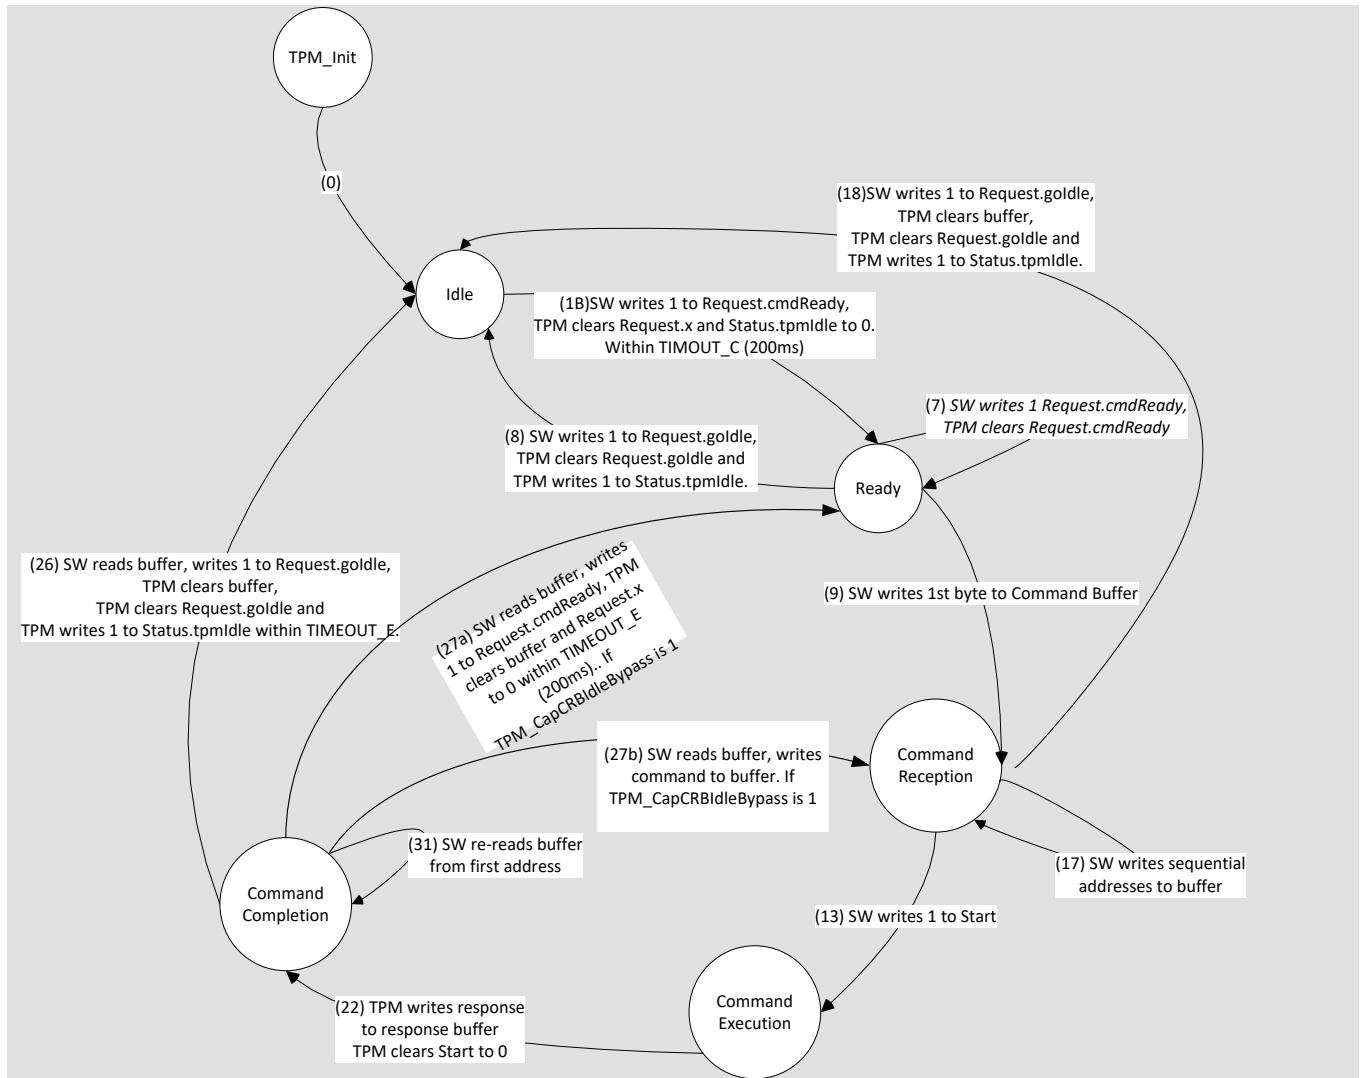 TPM_Init
(0)
(18)SW writes 1 to Request.goIdle,
TPM clears buffer,
TPM clears Request.goIdle and
TPM writes 1 to Status.tpmIdle.
Idle
(1B)SW writes 1 to Request.cmdReady,
TPM clears Request.x and Status.tpmIdle to 0.
Within TIMOUT_C (200ms)
(7) SW writes 1 Request.cmdReady,
TPM clears Request.cmdReady
(8) SW writes 1 to Request.goIdle,
TPM clears Request.goIdle and
TPM writes 1 to Status.tpmIdle.
Ready
(26) SW reads buffer, writes 1 to Request.goIdle,
TPM clears buffer,
TPM clears Request.goIdle and
TPM writes 1 to Status.tpmIdle within TIMEOUT_E.
(27a) SW reads buffer, writes
1 to Request.cmdReady, TPM
clears buffer and Request.x
to 0 within TIMEOUT_E
(200ms).. If
TPM_CapCRBIdleBypass is 1
(9) SW writes 1st byte to Command Buffer
(27b) SW reads buffer, writes
command to buffer. If
TPM_CapCRBIdleBypass is 1
Command
Reception
(31) SW re-reads buffer
from first address
(17) SW writes sequential
addresses to buffer
Command
Completion
(13) SW writes 1 to Start
Command
Execution
(22) TPM writes response
to response buffer
TPM clears Start to 0